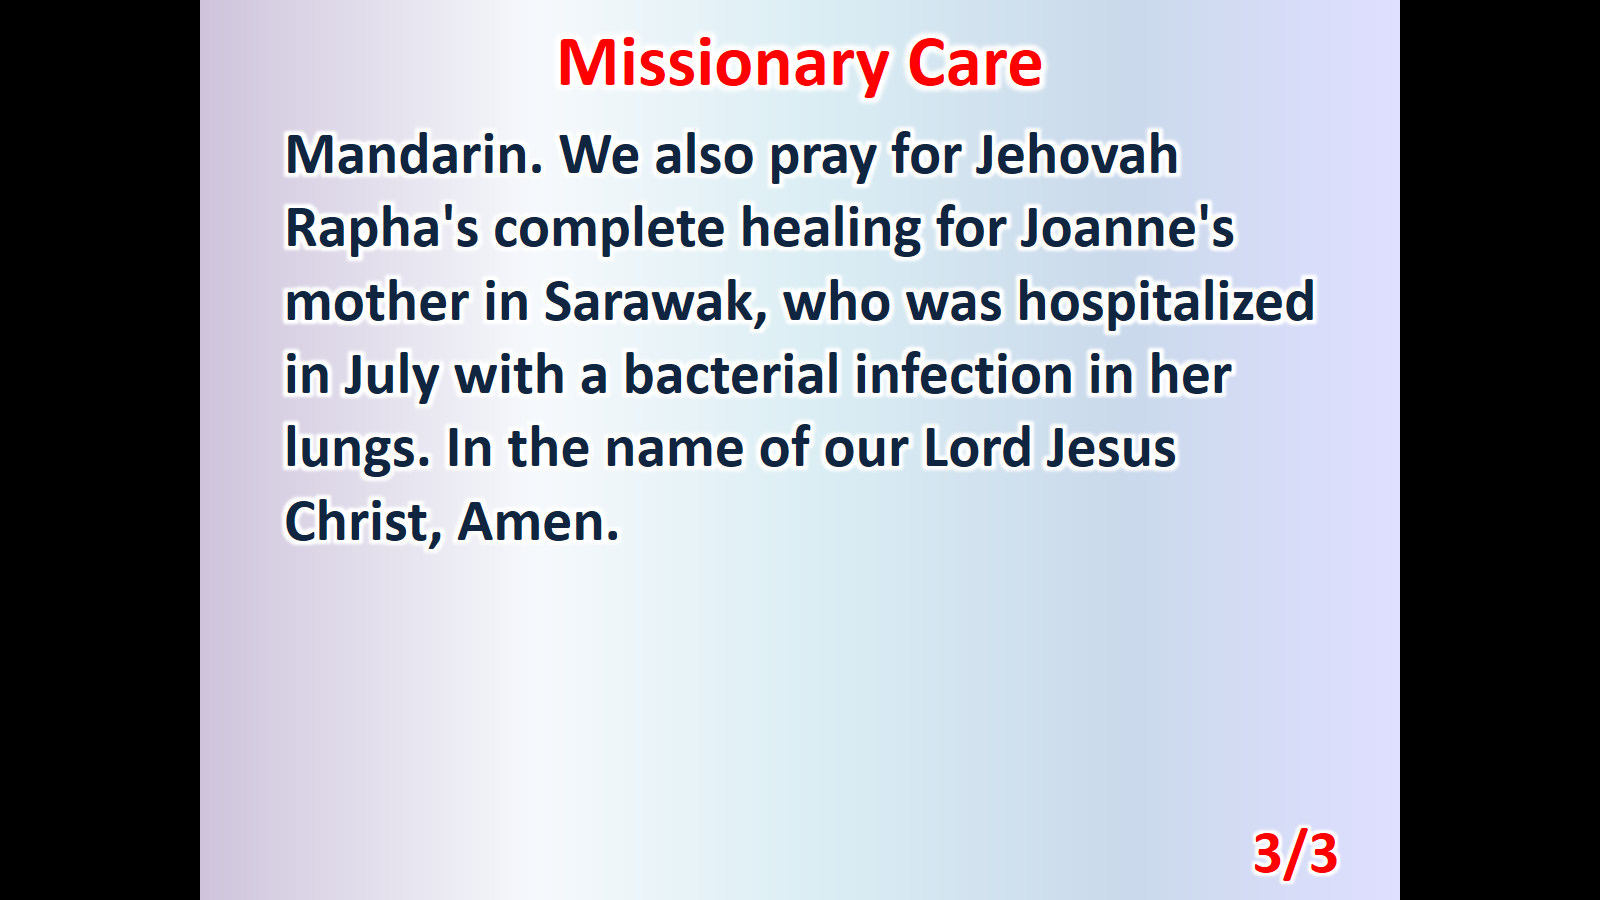 Missionary Care
Mandarin. We also pray for Jehovah
Rapha's complete healing for Joanne's
mother in Sarawak, who was hospitalized
in July with a bacterial infection in her
lungs. In the name of our Lord Jesus
Christ, Amen.
3/3